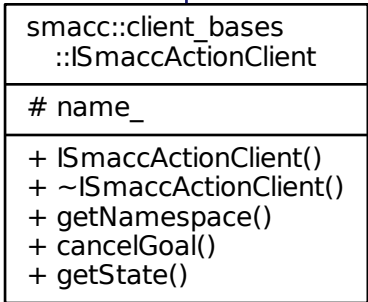 smacc::client_bases
::ISmaccActionClient
# name_
+ ISmaccActionClient()
+ ~ISmaccActionClient()
+ getNamespace()
+ cancelGoal()
+ getState()